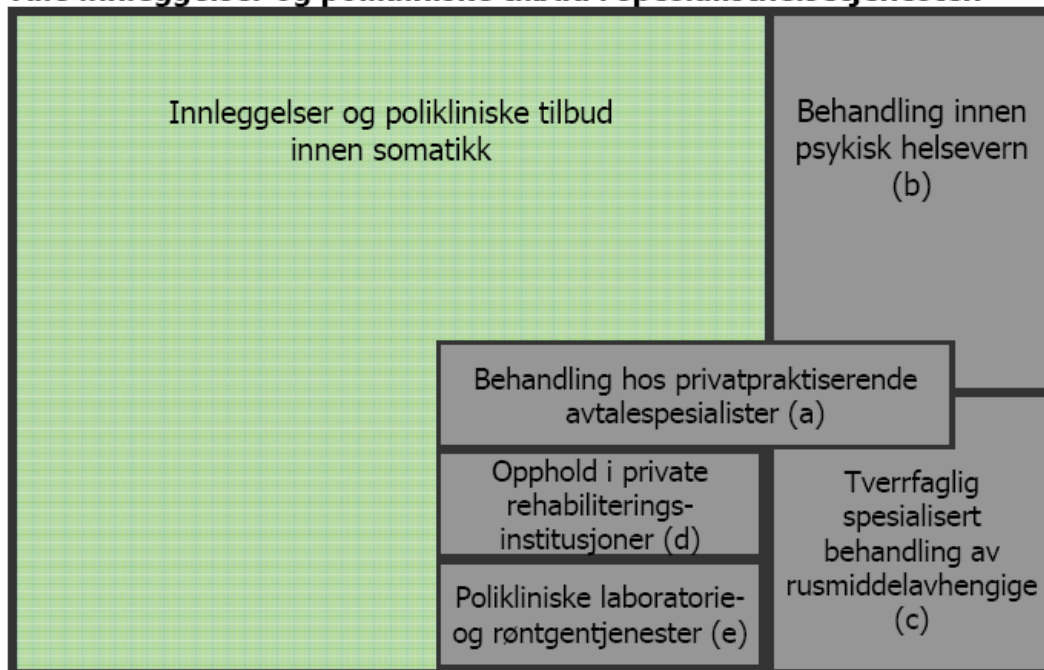 Innleggelser og polikliniske tilbud
innen somatikk
Behandling innen
psykisk helsevern
(b)
Behandling hos privatpraktiserende
avtalespesialister (a)
Opphold i private
rehabiliterings-
institusjoner (d)
Polikliniske laboratorie-
og røntgentjenester (e)
Tverrfaglig
spesialisert
behandling av
rusmiddelavhengige
(c)